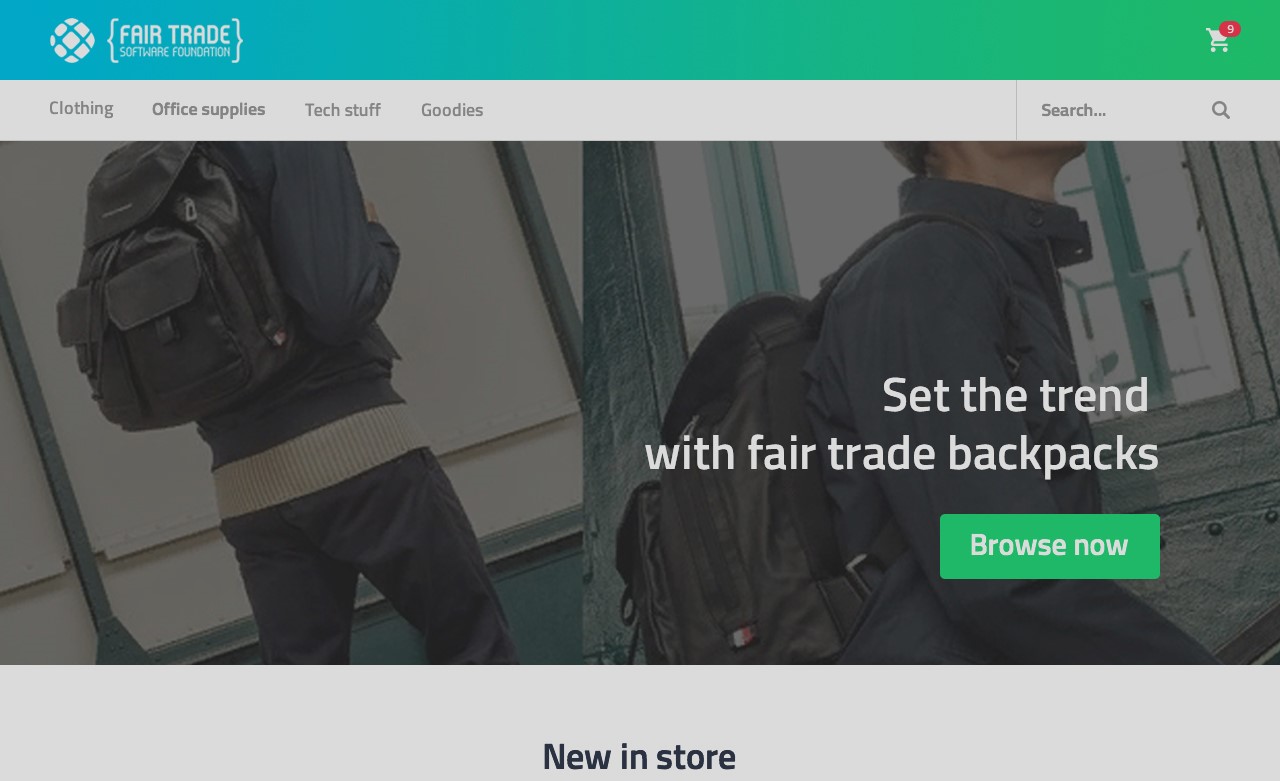 {FAIR TRADE}
SOFTWARE FOUNDATION
9
Clothing
Office supplies
Tech stuff
Goodies
Search...
Set the trend
with fair trade backpacks
Browse now
New in store